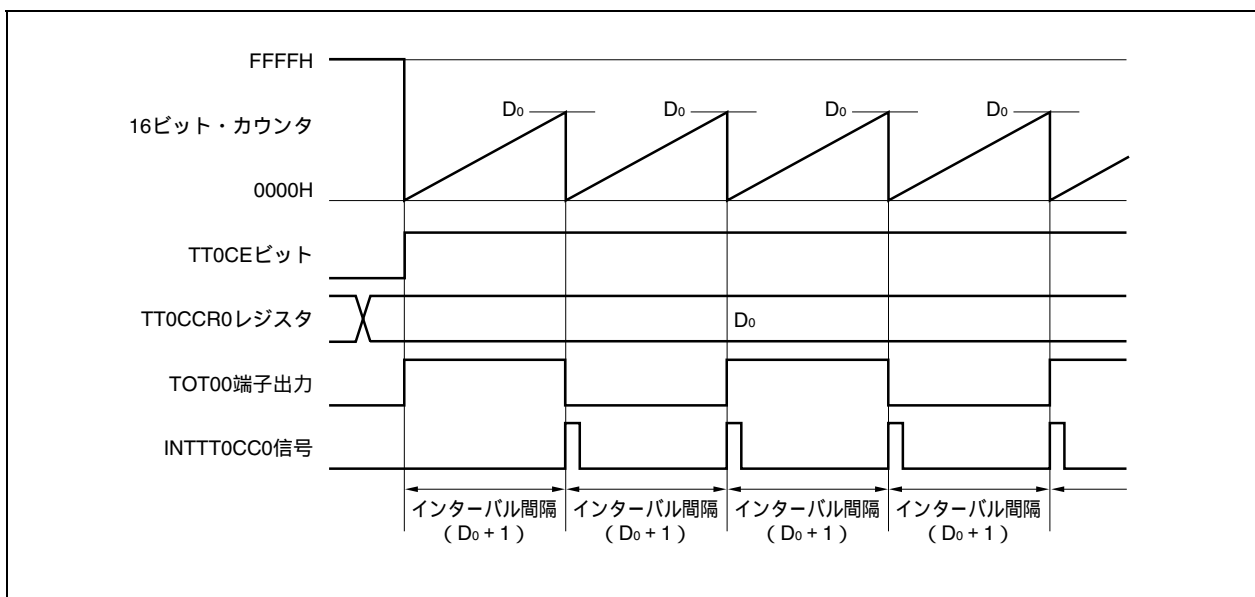 FFFFH
D₀ D₀ D₀ D₀
16ビット・カウンタ
0000H
TT0CEビット
TT0CCR0レジスタ
D₀
TOT00端子出力
INTTT0CC0信号
インターバル間隔 インターバル間隔 インターバル間隔 インターバル間隔
（D₀＋1） （D₀＋1） （D₀＋1） （D₀＋1）